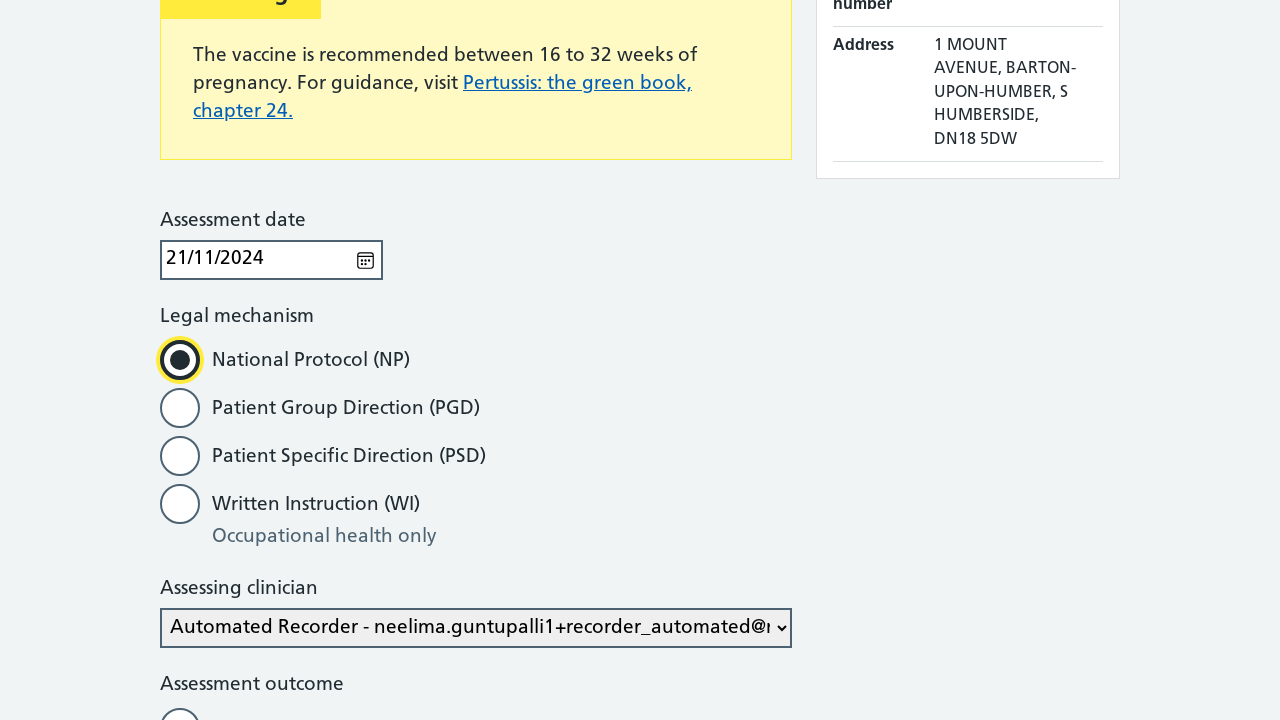 The vaccine is recommended between 16 to 32 weeks of
pregnancy. For guidance, visit Pertussis: the green book,
chapter 24.
number
Address
1 MOUNT
AVENUE, BARTON-
UPON-HUMBER, S
HUMBERSIDE,
DN18 5DW
Assessment date
21/11/2024
Legal mechanism
National Protocol (NP)
Patient Group Direction (PGD)
Patient Specific Direction (PSD)
Written Instruction (WI)
Occupational health only
Assessing clinician
Automated Recorder - neelima.guntupalli1+recorder_automated@
Assessment outcome